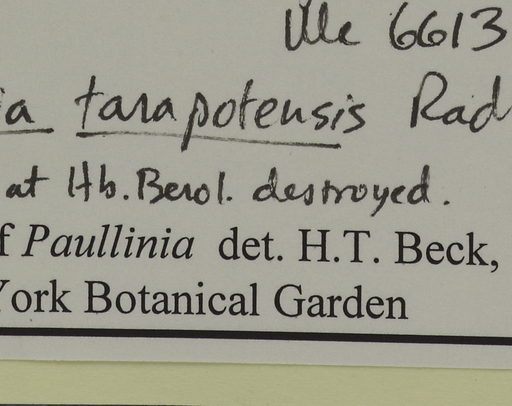 Ule 6613
a tarapotensis Rad
at Hb. Berol. destroyed.
f Paullinia det. H.T. Beck,
York Botanical Garden